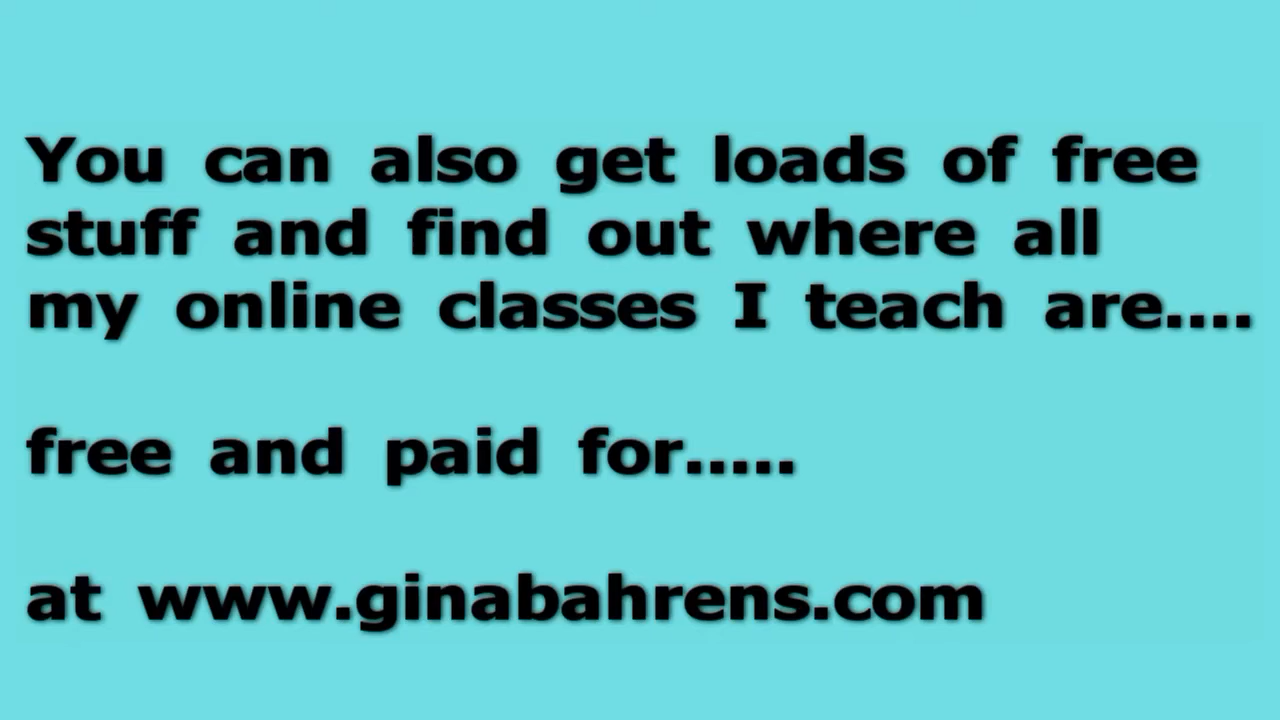 You can also get loads of free
stuff and find out where all
my online classes I teach are....
free and paid for.....
at www.ginabahrens.com